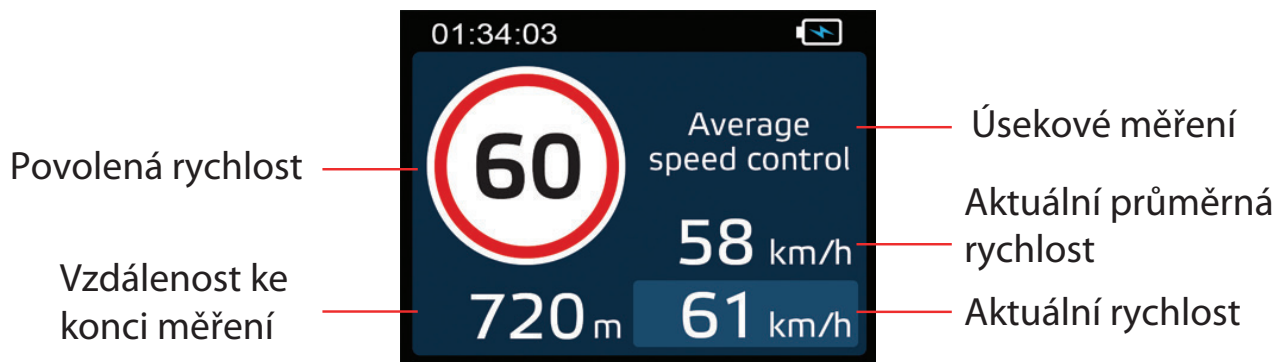 01:34:03
Povolená rychlost
60
Average
speed control
Úsekové měření
58 km/h
Aktuální průměrná
rychlost
Vzdálenost ke
konci měření
720 m
61 km/h
Aktuální rychlost